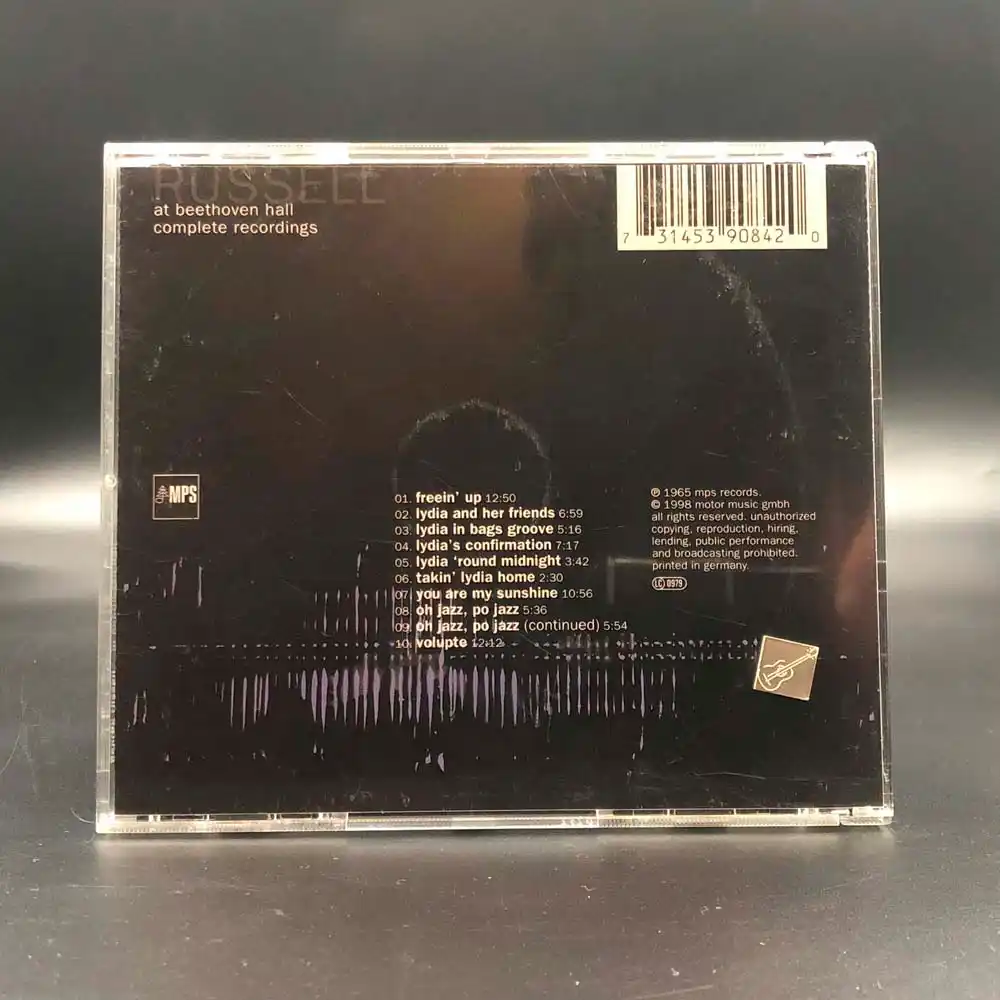 RUSSELL
at beethoven hall
complete recordings
7 31453 90842 0
MPS
01. freein' up 12:50
02. lydia and her friends 6:59
03. lydia in bags groove 5:16
04. lydia's confirmation 7:17
05. lydia 'round midnight 3:42
06. takin' lydia home 2:30
07. you are my sunshine 10:56
08. oh jazz, po jazz 5:36
09. oh jazz, po jazz (continued) 5:54
10. volupte 12:12
℗ 1965 mps records.
© 1998 motor music gmbh
all rights reserved. unauthorized
copying, reproduction, hiring,
lending, public performance
and broadcasting prohibited.
printed in germany.
LC 0979